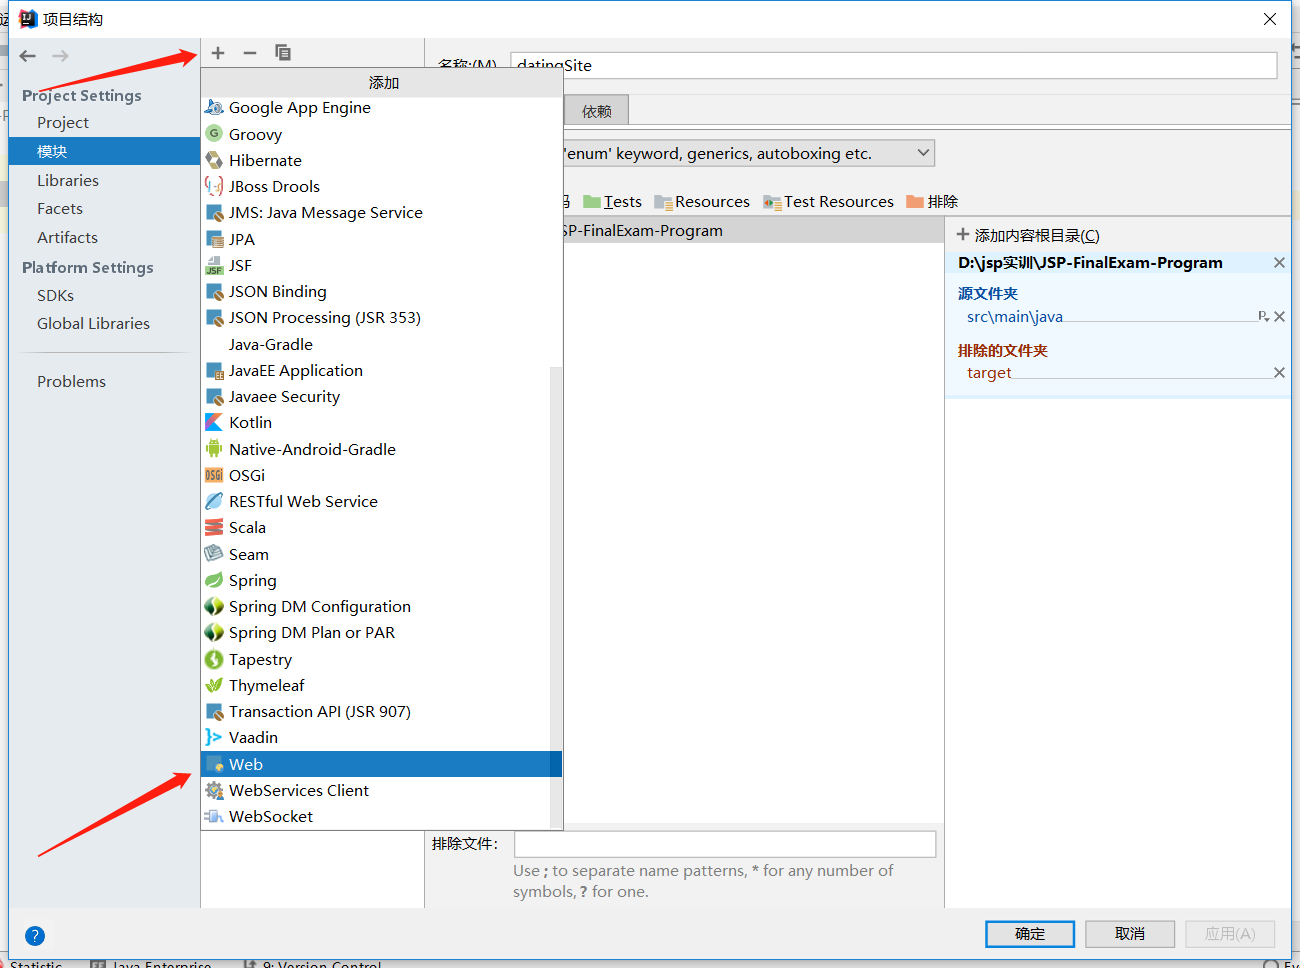 项目结构
名称:(M) datingSite
Project Settings
Project
模块
Libraries
Facets
Artifacts
Platform Settings
SDKs
Global Libraries
Problems
添加
Google App Engine
Groovy
Hibernate
JBoss Drools
JMS: Java Message Service
JPA
JSF
JSON Binding
JSON Processing (JSR 353)
Java-Gradle
JavaEE Application
Javaee Security
Kotlin
Native-Android-Gradle
OSGi
RESTful Web Service
Scala
Seam
Spring
Spring DM Configuration
Spring DM Plan or PAR
Tapestry
Thymeleaf
Transaction API (JSR 907)
Vaadin
Web
WebServices Client
WebSocket
依赖
'enum' keyword, generics, autoboxing etc.
码 Tests Resources Test Resources 排除
SP-FinalExam-Program
添加内容根目录(C)
D:\jsp实训\JSP-FinalExam-Program
源文件夹
src\main\java
排除的文件夹
target
排除文件:
Use ; to separate name patterns, * for any number of
symbols, ? for one.
? 确定 取消 应用(A)
Statistic Java Enterprise 9: Version Control Ev